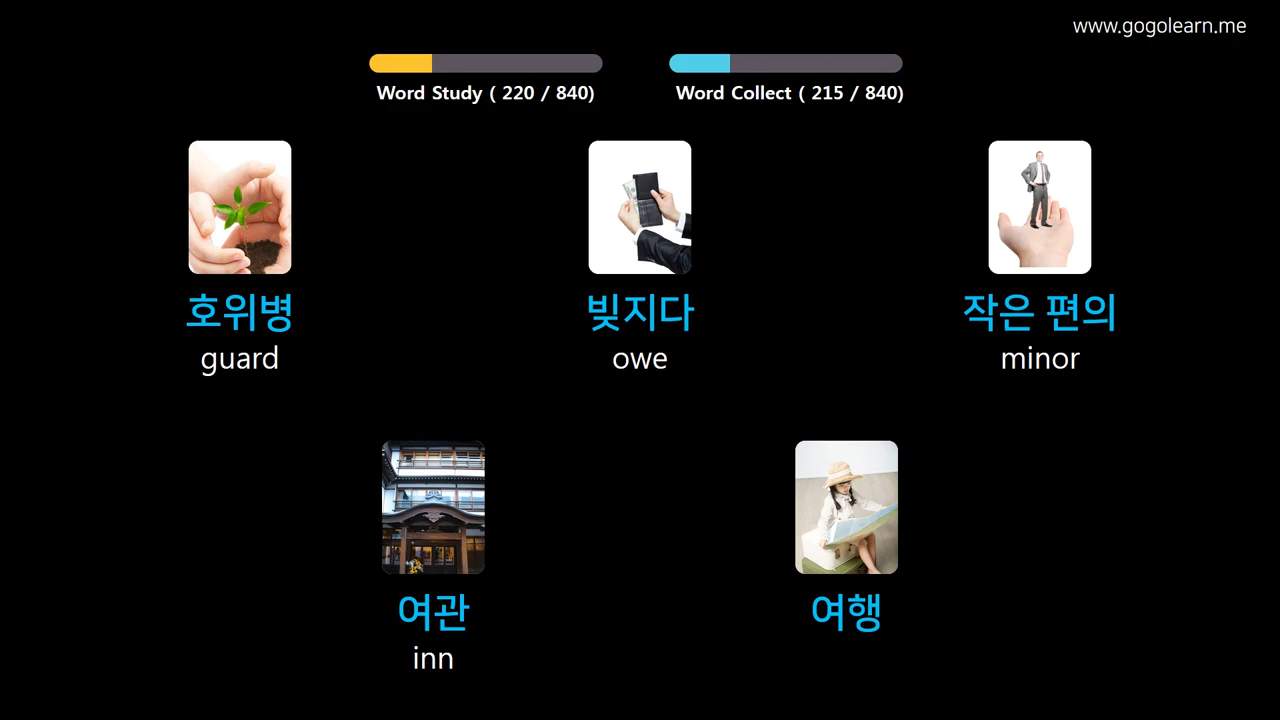 www.gogolearn.me
Word Study ( 220 / 840)
Word Collect ( 215 / 840)
호위병
guard
빚지다
owe
작은 편의
minor
여관
inn
여행